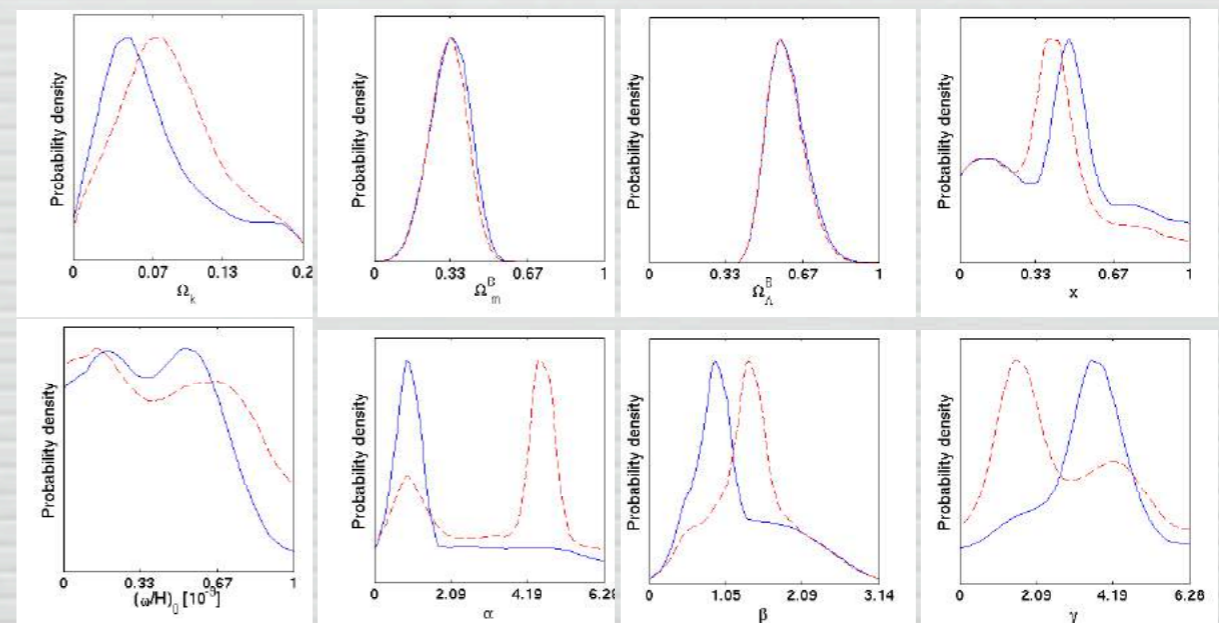 Probability density
0 0.07 0.13 0.2
Ωk
Probability density
0 0.33 0.67 1
Ω_m^B
Probability density
0 0.33 0.67 1
Ω_Λ^B
Probability density
0 0.33 0.67 1
x
Probability density
0 0.33 0.67 1
(ω/H)₀ [10⁻⁹]
Probability density
0 2.09 4.19 6.28
α
Probability density
0 1.05 2.09 3.14
β
Probability density
0 2.09 4.19 6.28
γ